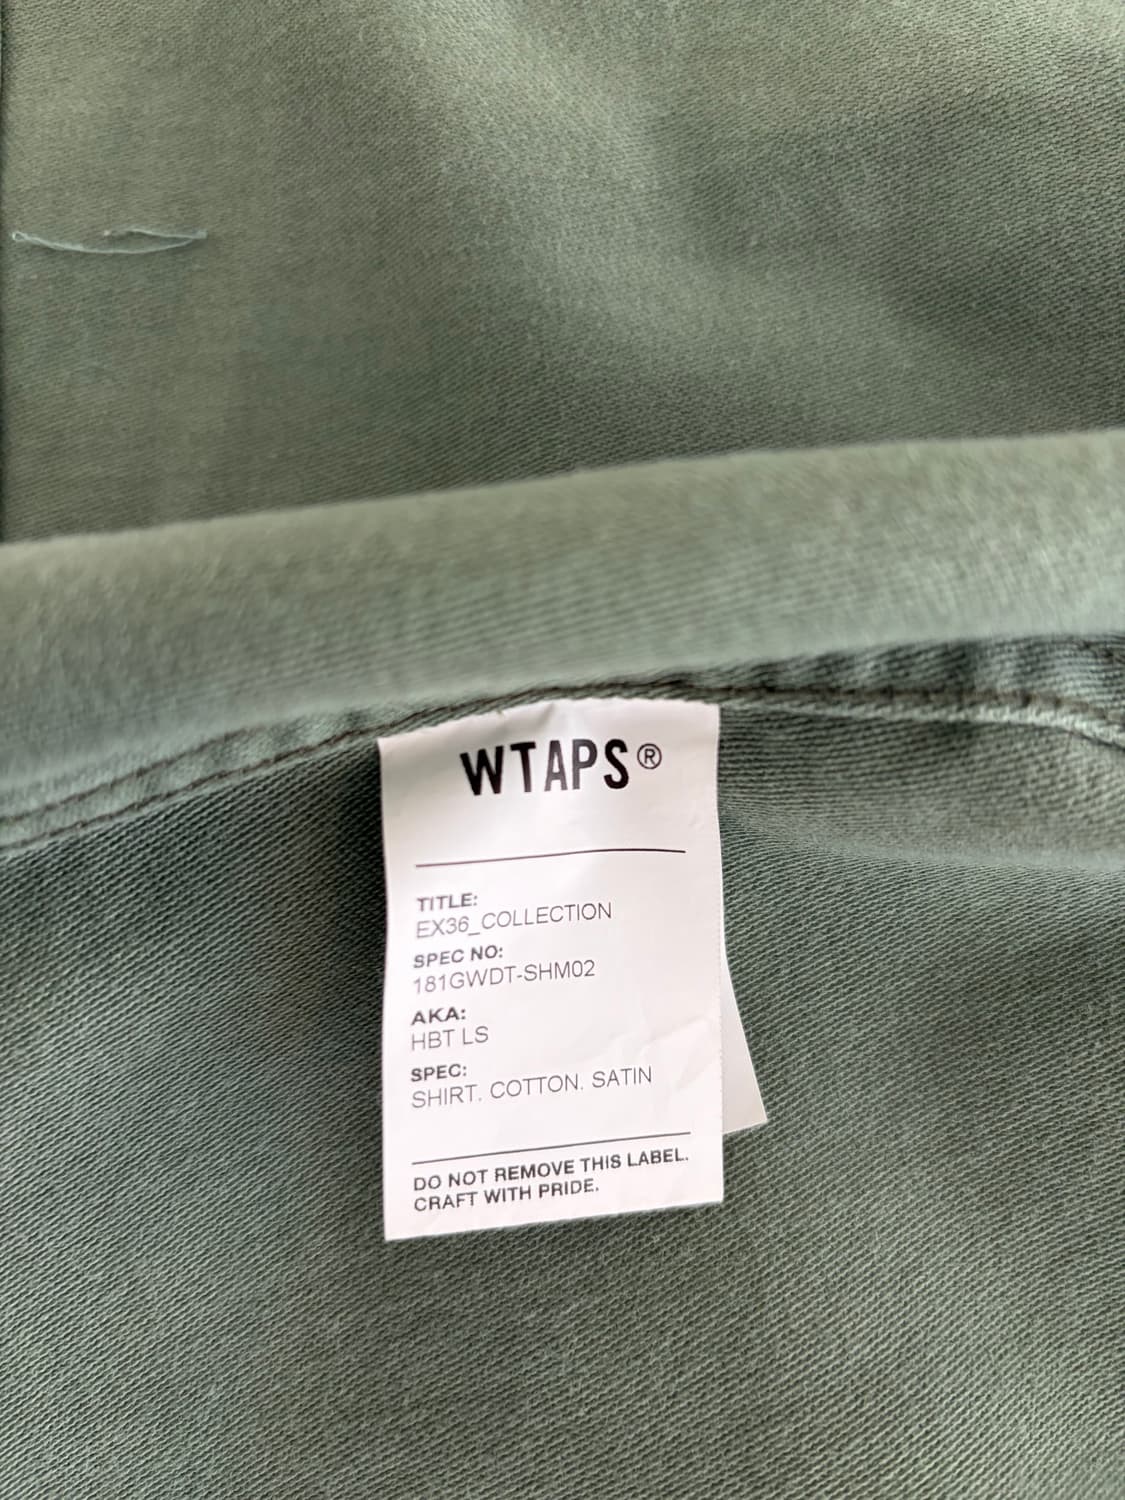 WTAPS®
TITLE:
EX36_COLLECTION
SPEC NO:
181GWDT-SHM02
AKA:
HBT LS
SPEC:
SHIRT. COTTON. SATIN
DO NOT REMOVE THIS LABEL.
CRAFT WITH PRIDE.